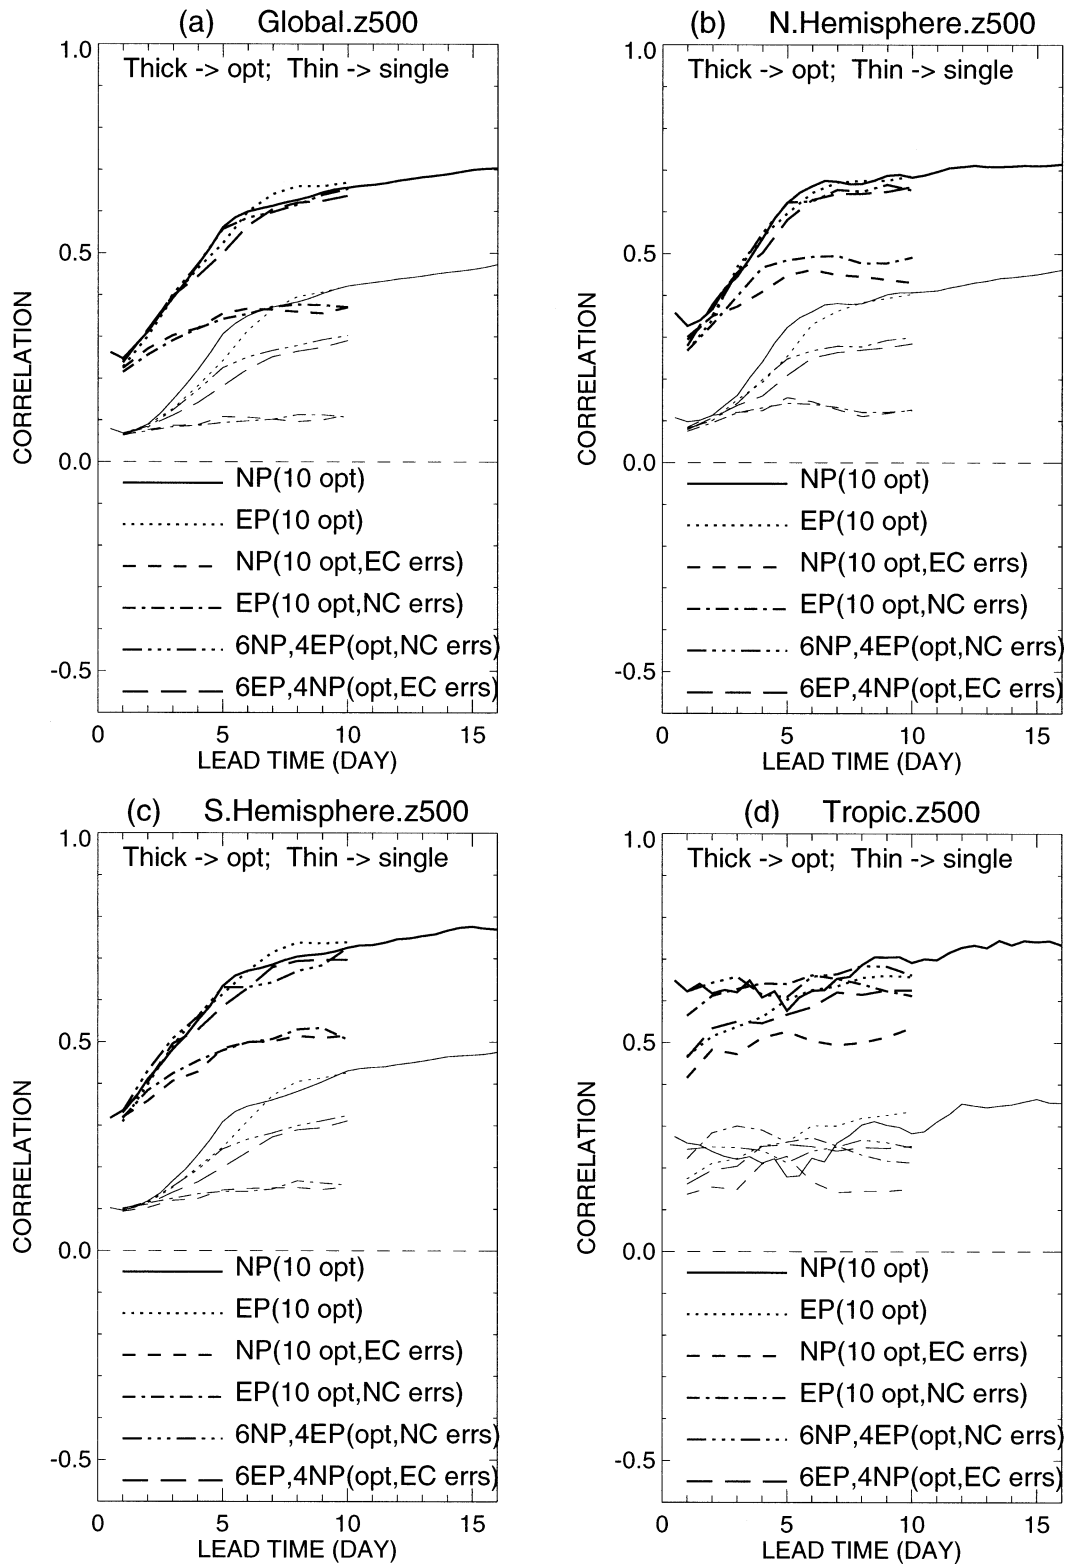 (a) Global.z500
1.0
Thick -> opt; Thin -> single
0.5
CORRELATION
0.0
NP(10 opt)
EP(10 opt)
NP(10 opt,EC errs)
EP(10 opt,NC errs)
6NP,4EP(opt,NC errs)
-0.5
6EP,4NP(opt,EC errs)
0 5 10 15
LEAD TIME (DAY)
(b) N.Hemisphere.z500
1.0
Thick -> opt; Thin -> single
0.5
CORRELATION
0.0
NP(10 opt)
EP(10 opt)
NP(10 opt,EC errs)
EP(10 opt,NC errs)
6NP,4EP(opt,NC errs)
-0.5
6EP,4NP(opt,EC errs)
0 5 10 15
LEAD TIME (DAY)
(c) S.Hemisphere.z500
1.0
Thick -> opt; Thin -> single
0.5
CORRELATION
0.0
NP(10 opt)
EP(10 opt)
NP(10 opt,EC errs)
EP(10 opt,NC errs)
6NP,4EP(opt,NC errs)
-0.5
6EP,4NP(opt,EC errs)
0 5 10 15
LEAD TIME (DAY)
(d) Tropic.z500
1.0
Thick -> opt; Thin -> single
0.5
CORRELATION
0.0
NP(10 opt)
EP(10 opt)
NP(10 opt,EC errs)
EP(10 opt,NC errs)
6NP,4EP(opt,NC errs)
-0.5
6EP,4NP(opt,EC errs)
0 5 10 15
LEAD TIME (DAY)